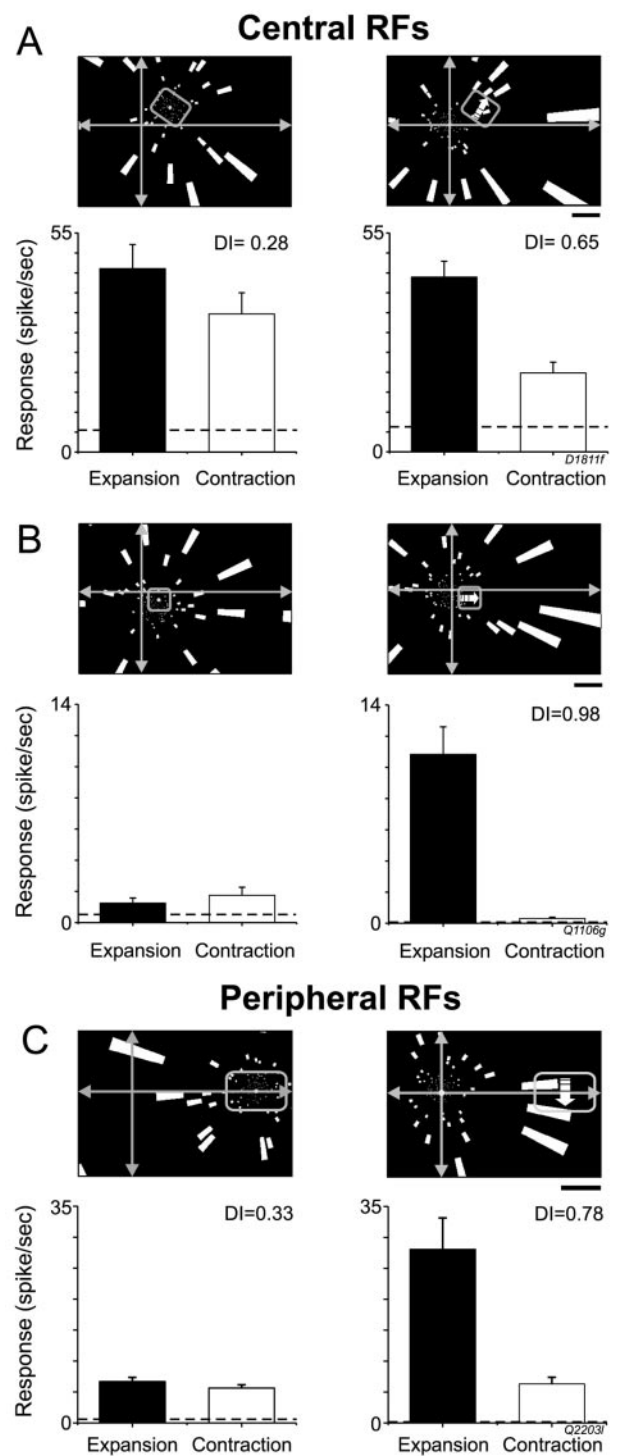 Central RFs
A
Response (spike/sec)
55
0
DI= 0.28
Expansion Contraction
55
0
DI= 0.65
D1811f
Expansion Contraction
B
Response (spike/sec)
14
0
Expansion Contraction
14
0
DI=0.98
Q1106g
Expansion Contraction
Peripheral RFs
C
Response (spike/sec)
35
0
DI=0.33
Expansion Contraction
35
0
DI=0.78
Q2203l
Expansion Contraction